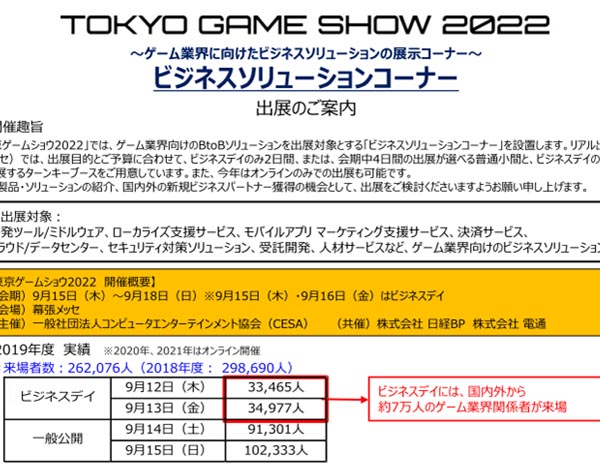 TOKYO GAME SHOW 2022
～ゲーム業界に向けたビジネスソリューションの展示コーナー～
ビジネスソリューションコーナー
出展のご案内
開催趣旨
京ゲームショウ2022」では、ゲーム業界向けのBtoBソリューションを出展対象とする「ビジネスソリューションコーナー」を設置します。リアル出
セ）では、出展目的とご予算に合わせて、ビジネスデイのみ2日間、または、会期中4日間の出展が選べる普通小間と、ビジネスデイの
展するターンキーブースをご用意しています。また、今年はオンラインのみでの出展も可能です。
製品・ソリューションの紹介、国内外の新規ビジネスパートナー獲得の機会として、出展をご検討くださいますようお願い申し上げます。
出展対象：
発ツール/ミドルウェア、ローカライズ支援サービス、モバイルアプリ マーケティング支援サービス、決済サービス、
ラウド/データセンター、セキュリティ対策ソリューション、受託開発、人材サービスなど、ゲーム業界向けのビジネスソリューション
東京ゲームショウ2022 開催概要】
会期）9月15日（木）～9月18日（日）※9月15日（木）・9月16日（金）はビジネスデイ
会場）幕張メッセ
主催）一般社団法人コンピュータエンターテインメント協会（CESA） （共催）株式会社 日経BP 株式会社 電通
2019年度 実績 ※2020年、2021年はオンライン開催
来場者数：262,076人（2018年度： 298,690人）
ビジネスデイ 9月12日（木） 33,465人
9月13日（金） 34,977人
一般公開 9月14日（土） 91,301人
9月15日（日） 102,333人
ビジネスデイには、国内外から
約7万人のゲーム業界関係者が来場